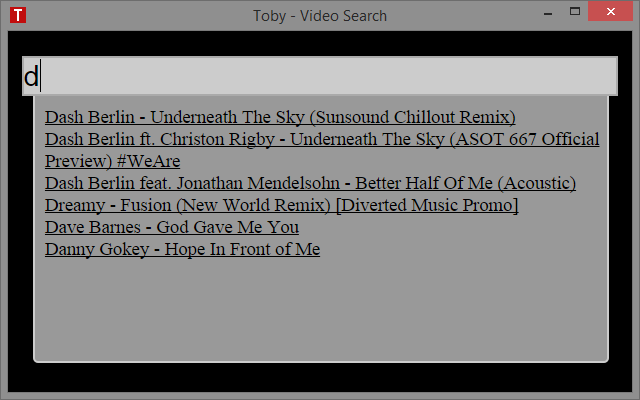 T
Toby - Video Search
d
Dash Berlin - Underneath The Sky (Sunsound Chillout Remix)
Dash Berlin ft. Christon Rigby - Underneath The Sky (ASOT 667 Official
Preview) #WeAre
Dash Berlin feat. Jonathan Mendelsohn - Better Half Of Me (Acoustic)
Dreamy - Fusion (New World Remix) [Diverted Music Promo]
Dave Barnes - God Gave Me You
Danny Gokey - Hope In Front of Me